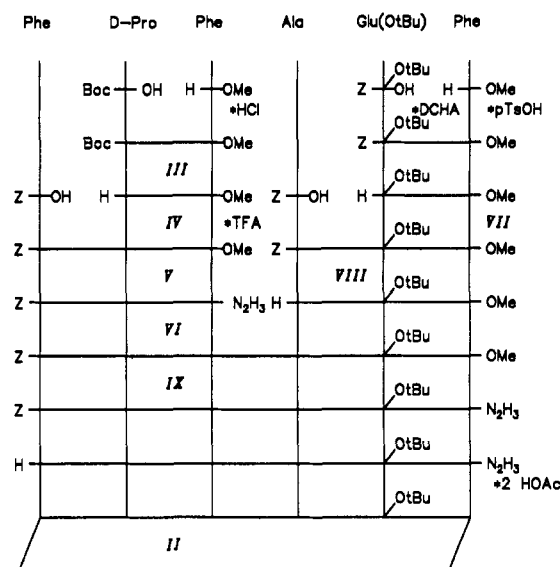 Phe D-Pro Phe Ala Glu(OtBu) Phe
OtBu
Boc OH H OMe Z OH H OMe
*HCl *DCHA *pTsOH
OtBu
Boc OMe Z OMe
III OtBu
Z OH H OMe Z OH H OMe
IV *TFA VII
OtBu
Z OMe Z OMe
V VIII OtBu
Z N₂H₃ H OMe
VI OtBu
Z OMe
IX OtBu
Z N₂H₃
OtBu
H N₂H₃
*2 HOAc
OtBu
II